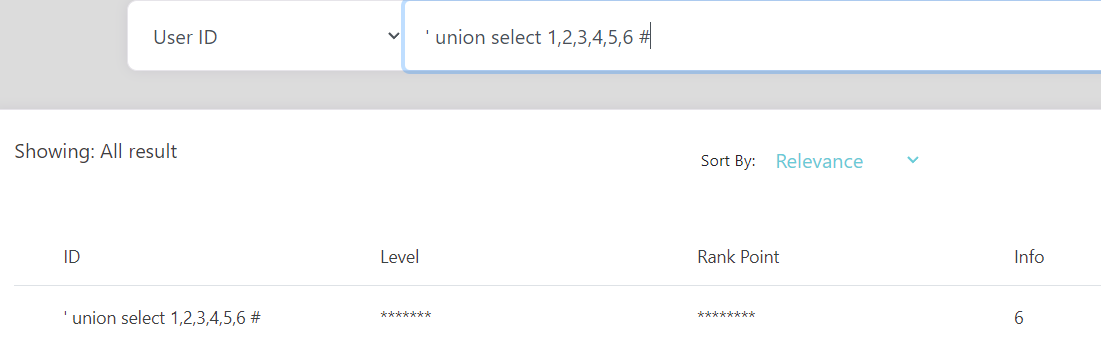 User ID ' union select 1,2,3,4,5,6 #
Showing: All result
Sort By: Relevance
ID Level Rank Point Info
' union select 1,2,3,4,5,6 # ******* ******** 6